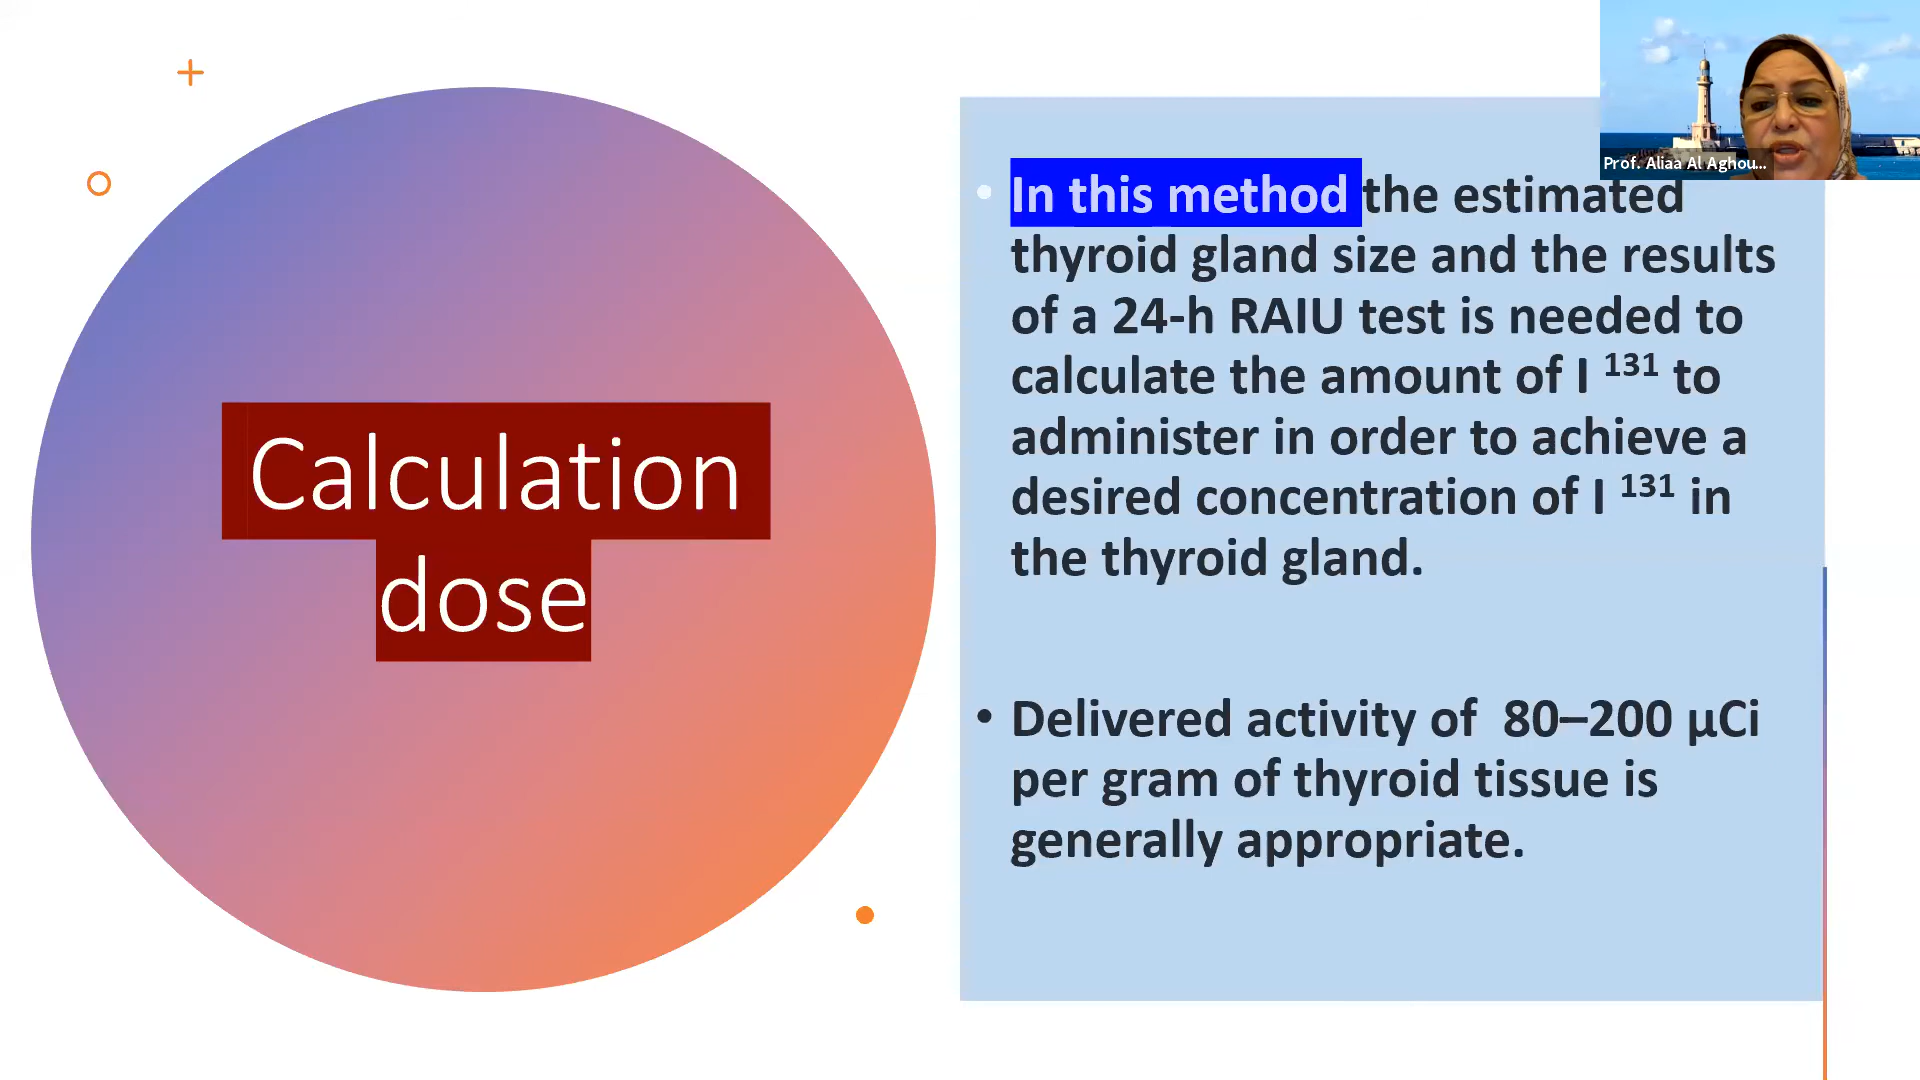 Calculation
dose
• In this method the estimated
thyroid gland size and the results
of a 24-h RAIU test is needed to
calculate the amount of I ¹³¹ to
administer in order to achieve a
desired concentration of I ¹³¹ in
the thyroid gland.
• Delivered activity of 80–200 µCi
per gram of thyroid tissue is
generally appropriate.
Prof. Aliaa Al Aghou...